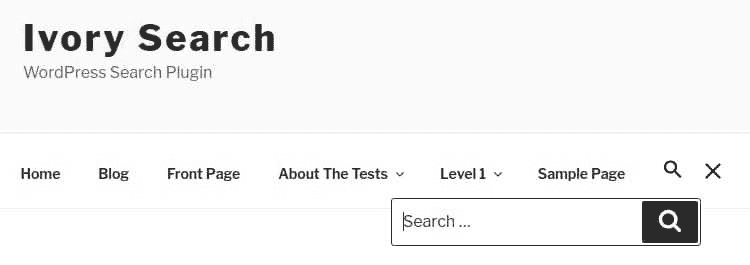 Ivory Search
WordPress Search Plugin
Home Blog Front Page About The Tests Level 1 Sample Page
Search ...